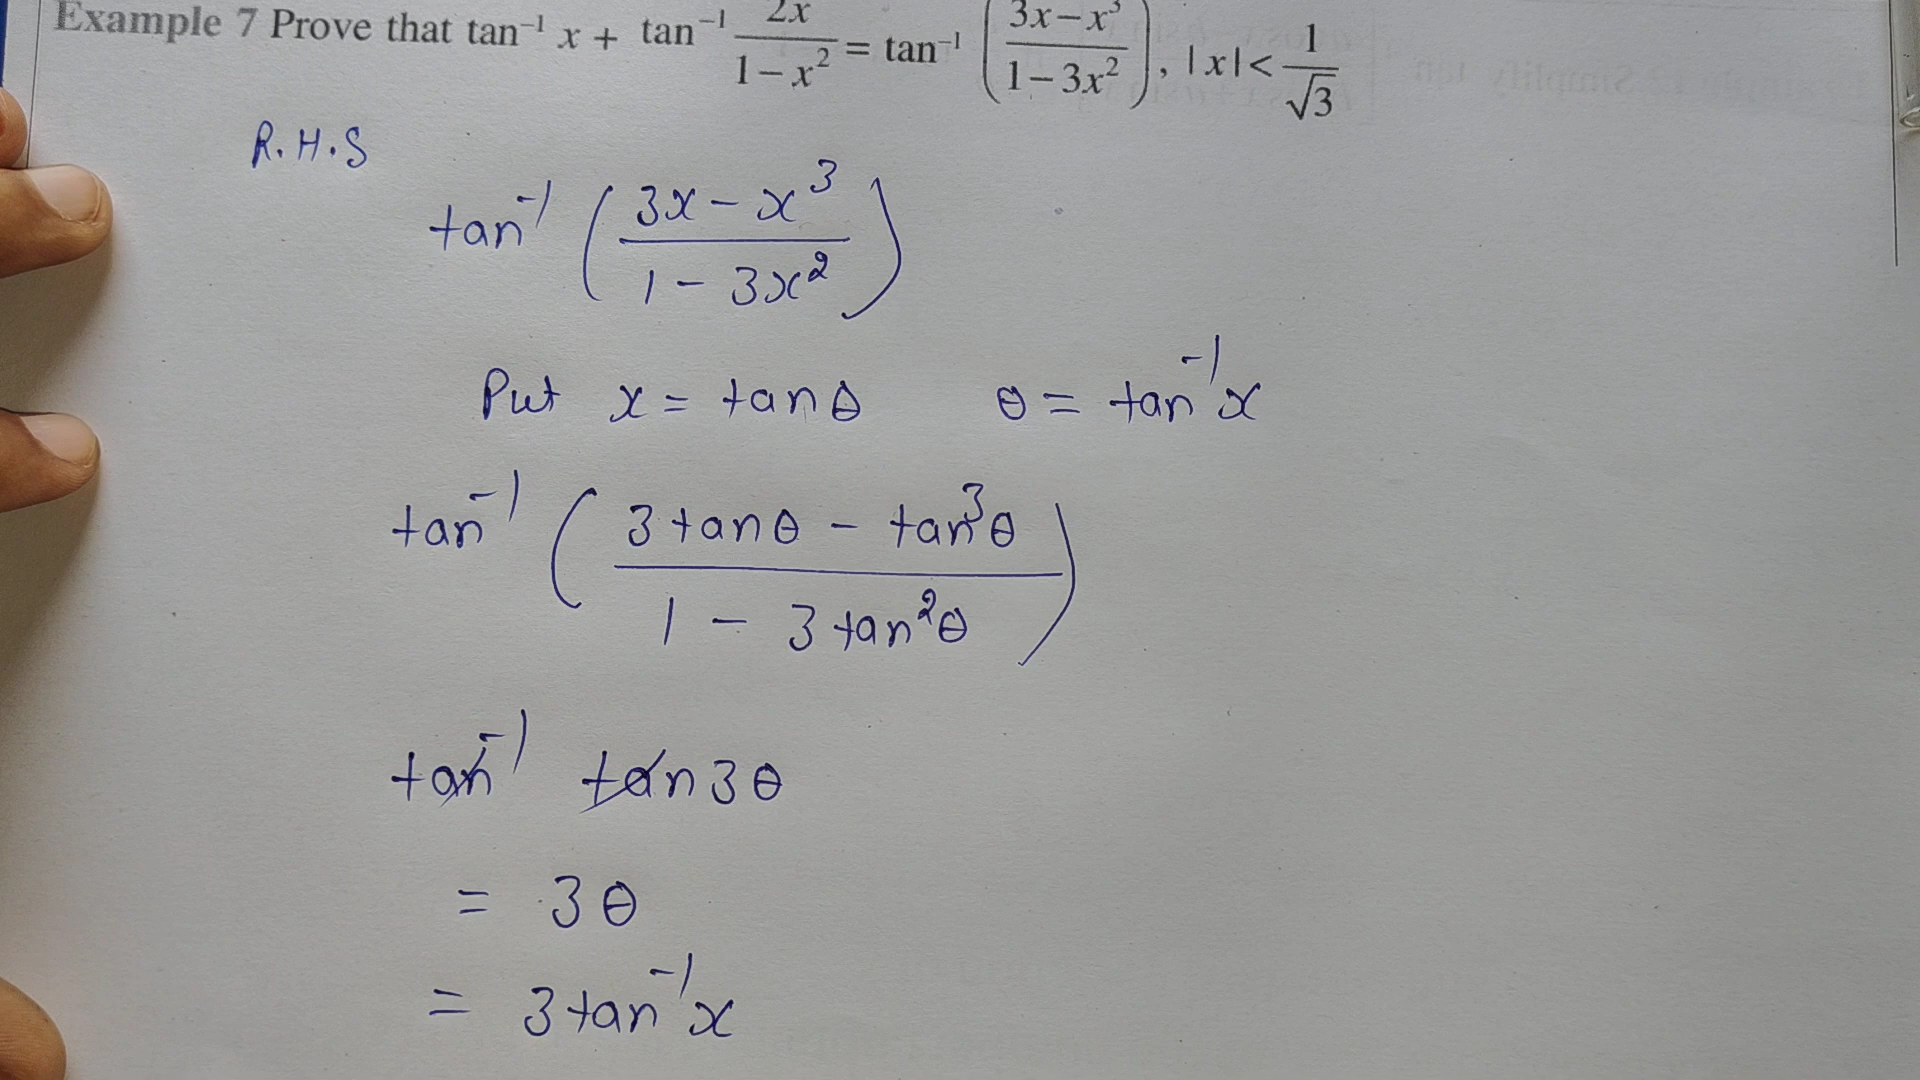 Example 7 Prove that tan⁻¹ x + tan⁻¹ 2x/(1−x²) = tan⁻¹ ((3x−x³)/(1−3x²)), |x| < 1/√3
R.H.S
tan⁻¹ ((3x − x³)/(1 − 3x²))
Put x = tanθ θ = tan⁻¹x
tan⁻¹ ((3tanθ − tan³θ)/(1 − 3tan²θ))
tan⁻¹ tan3θ
= 3θ
= 3tan⁻¹x